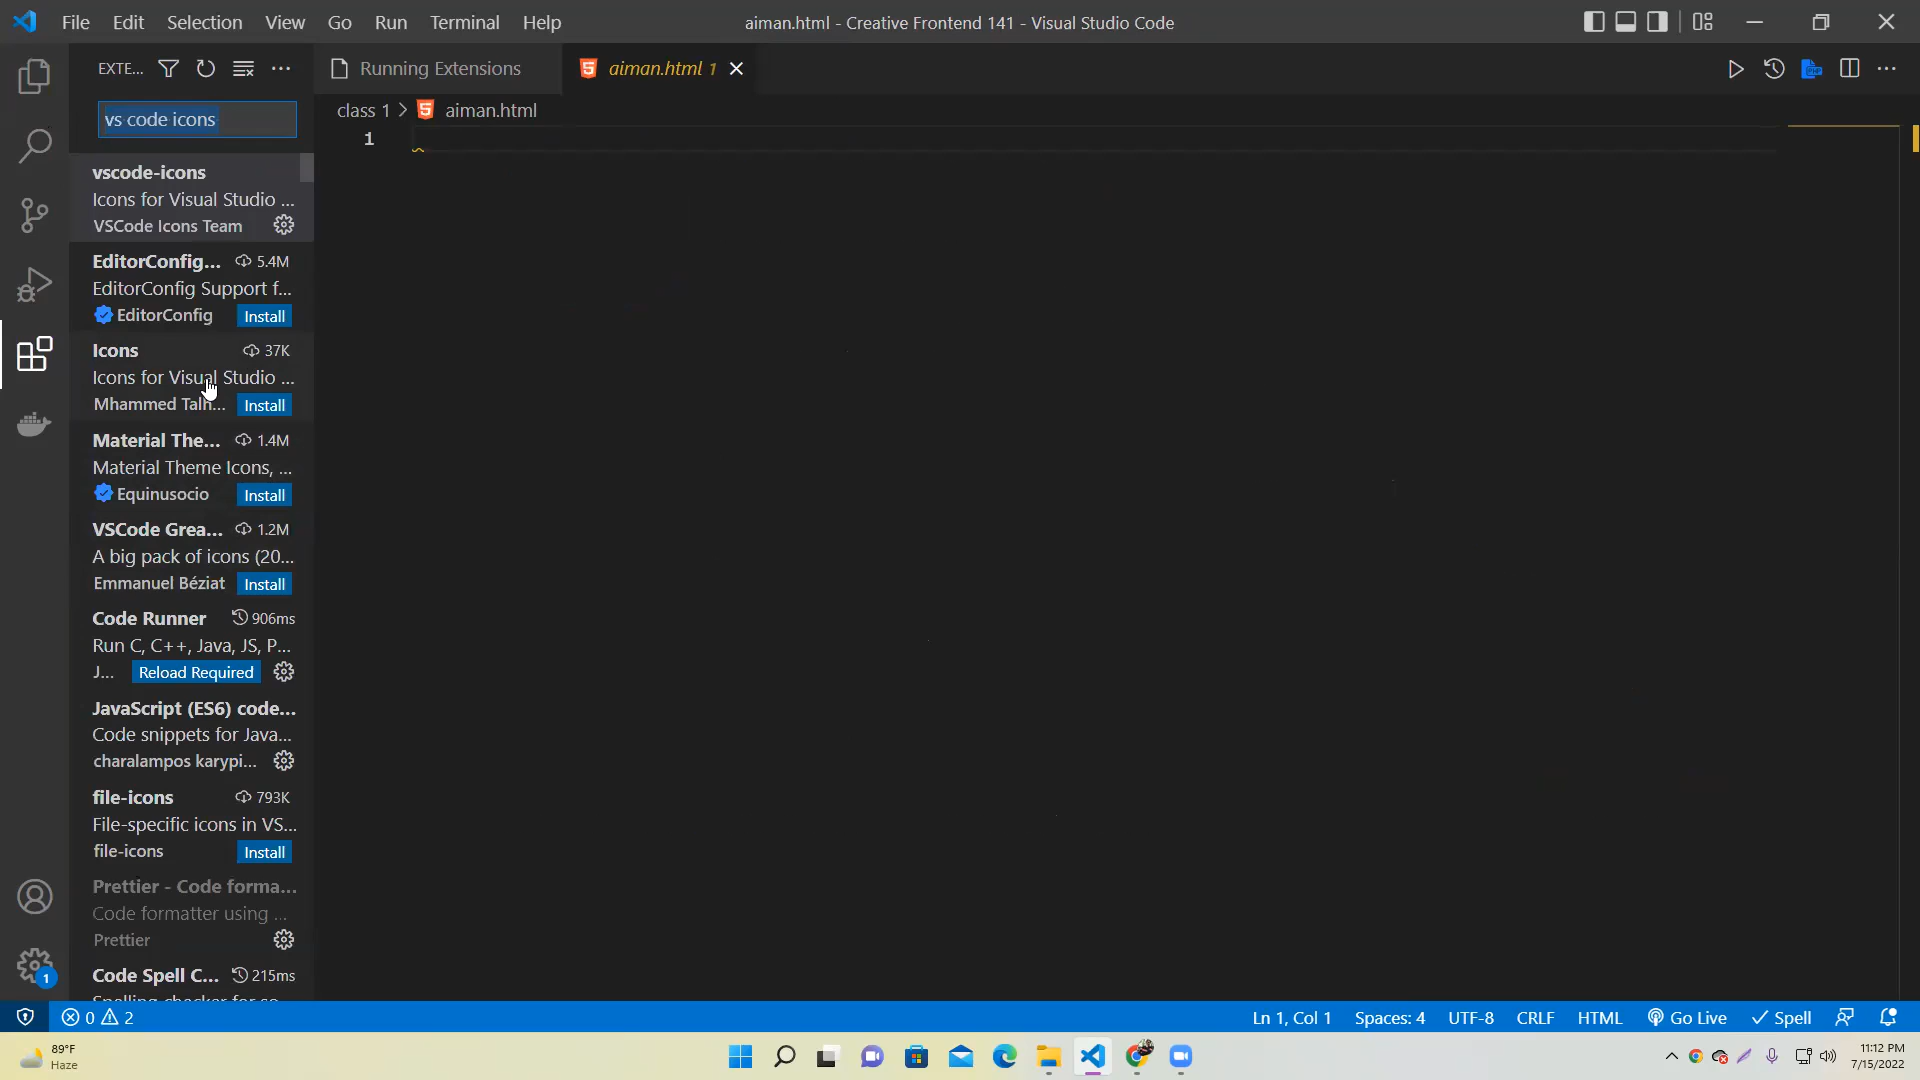 File Edit Selection View Go Run Terminal Help
aiman.html - Creative Frontend 141 - Visual Studio Code
EXTE...
Running Extensions
aiman.html 1
vs code icons
class 1 > aiman.html
1
vscode-icons
Icons for Visual Studio ...
VSCode Icons Team
EditorConfig... 5.4M
EditorConfig Support f...
EditorConfig Install
Icons 37K
Icons for Visual Studio ...
Mhammed Talh... Install
Material The... 1.4M
Material Theme Icons, ...
Equinusocio Install
VSCode Grea... 1.2M
A big pack of icons (20...
Emmanuel Béziat Install
Code Runner 906ms
Run C, C++, Java, JS, P...
J... Reload Required
JavaScript (ES6) code...
Code snippets for Java...
charalampos karypi...
file-icons 793K
File-specific icons in VS...
file-icons Install
Prettier - Code forma...
Code formatter using ...
Prettier
Code Spell C... 215ms
1
0 2
Ln 1, Col 1 Spaces: 4 UTF-8 CRLF HTML Go Live Spell
89°F
Haze
11:12 PM
7/15/2022